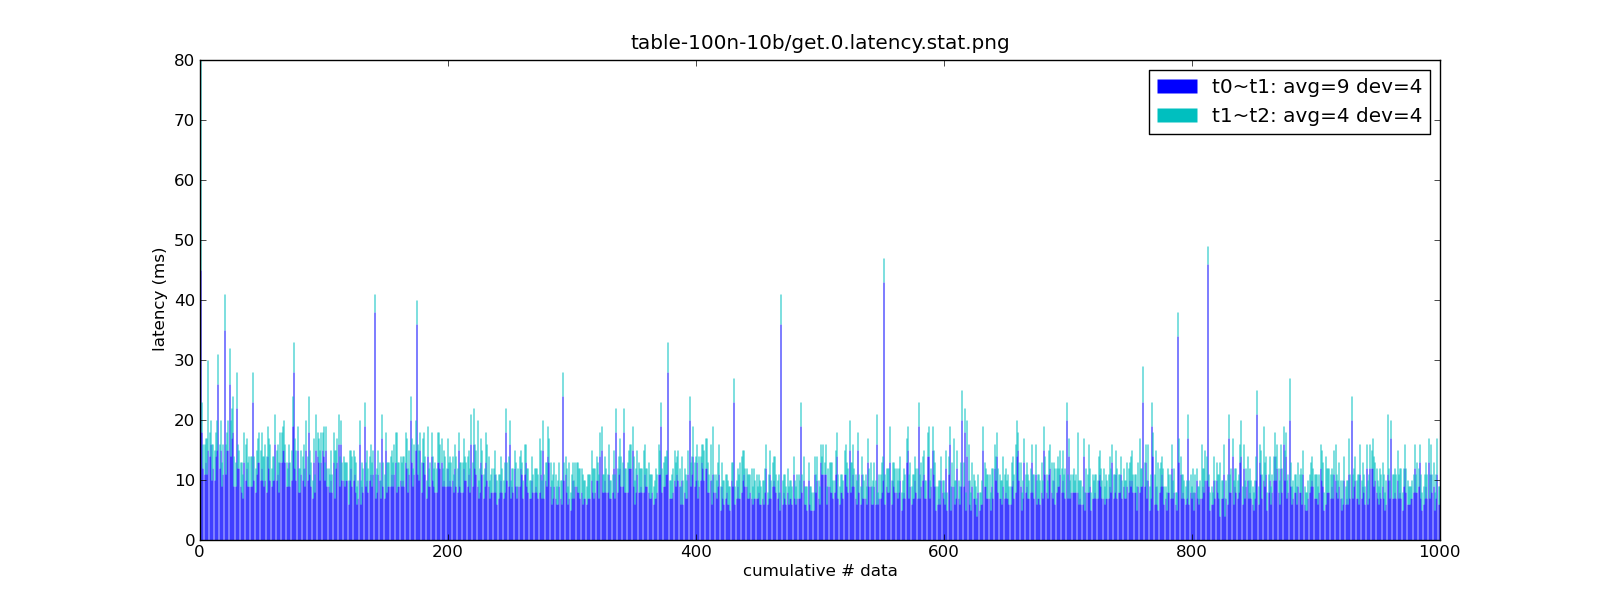 table-100n-10b/get.0.latency.stat.png
80
70
60
50
40
30
20
10
0
latency (ms)
t0~t1: avg=9 dev=4
t1~t2: avg=4 dev=4
0 200 400 600 800 1000
cumulative # data